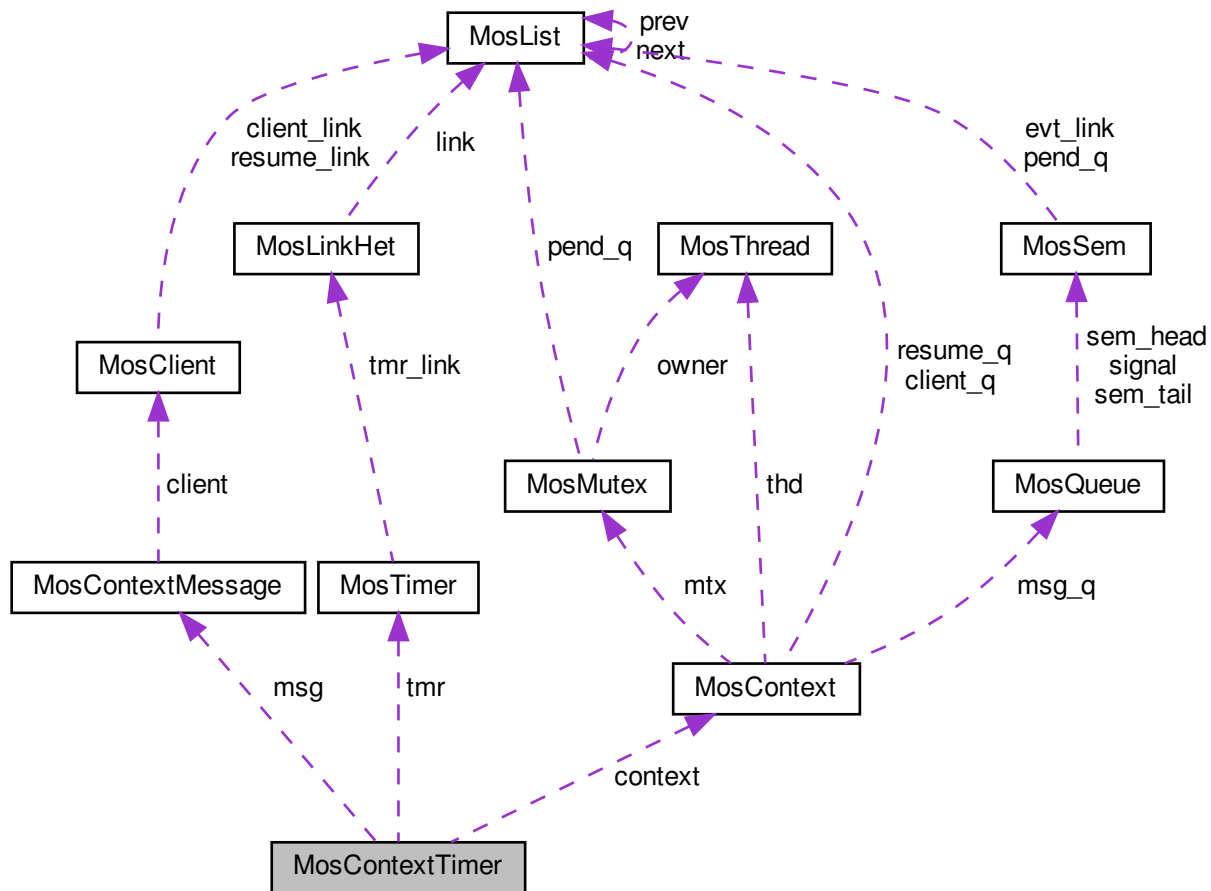 MosList
prev
next
client_link
resume_link
link
evt_link
pend_q
MosLinkHet
pend_q
MosThread
MosSem
MosClient
tmr_link
owner
resume_q
client_q
sem_head
signal
sem_tail
client
MosMutex
thd
MosQueue
MosContextMessage
MosTimer
mtx
msg_q
msg
tmr
MosContext
context
MosContextTimer